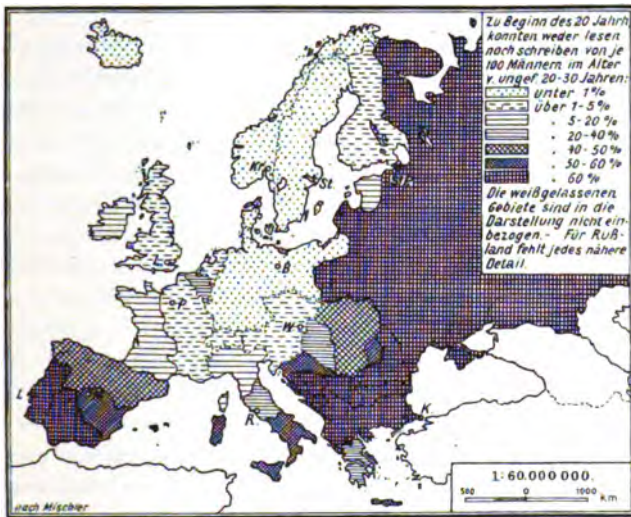 Zu Beginn des 20 Jahrh
konnten weder lesen
noch schreiben von je
100 Männern im Alter
v. ungef. 20-30 Jahren:
unter 1%
über 1-5%
" 5-20%
" 20-40%
" 40-50%
" 50-60%
" 60%
Die weißgelassenen
Gebiete sind in die
Darstellung nicht ein-
bezogen.- Für Ruß-
land fehlt jedes nähere
Detail.
Kr.
St.
L.
B
P
W
L
R.
K
1:60.000 000.
500 0 1000 km
nach Mischler